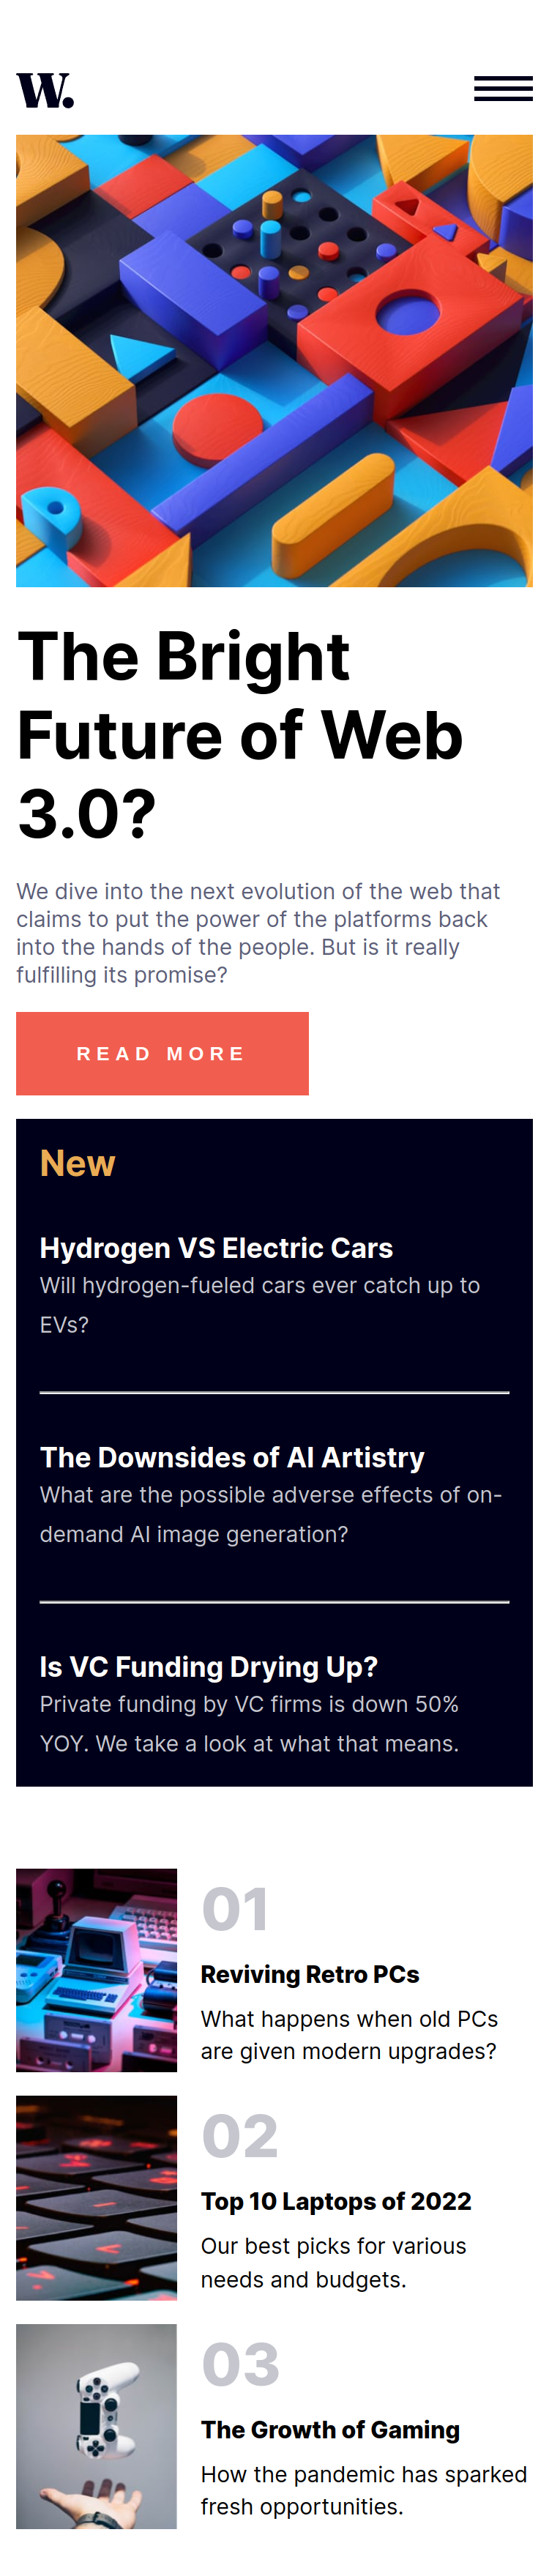 W.
The Bright
Future of Web
3.0?
We dive into the next evolution of the web that
claims to put the power of the platforms back
into the hands of the people. But is it really
fulfilling its promise?
READ MORE
New
Hydrogen VS Electric Cars
Will hydrogen-fueled cars ever catch up to
EVs?
The Downsides of AI Artistry
What are the possible adverse effects of on-
demand AI image generation?
Is VC Funding Drying Up?
Private funding by VC firms is down 50%
YOY. We take a look at what that means.
01
Reviving Retro PCs
What happens when old PCs
are given modern upgrades?
02
Top 10 Laptops of 2022
Our best picks for various
needs and budgets.
03
The Growth of Gaming
How the pandemic has sparked
fresh opportunities.